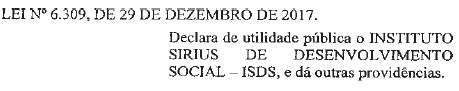 LEI Nº 6.309, DE 29 DE DEZEMBRO DE 2017.
Declara de utilidade pública o INSTITUTO
SIRIUS DE DESENVOLVIMENTO
SOCIAL – ISDS, e dá outras providências.